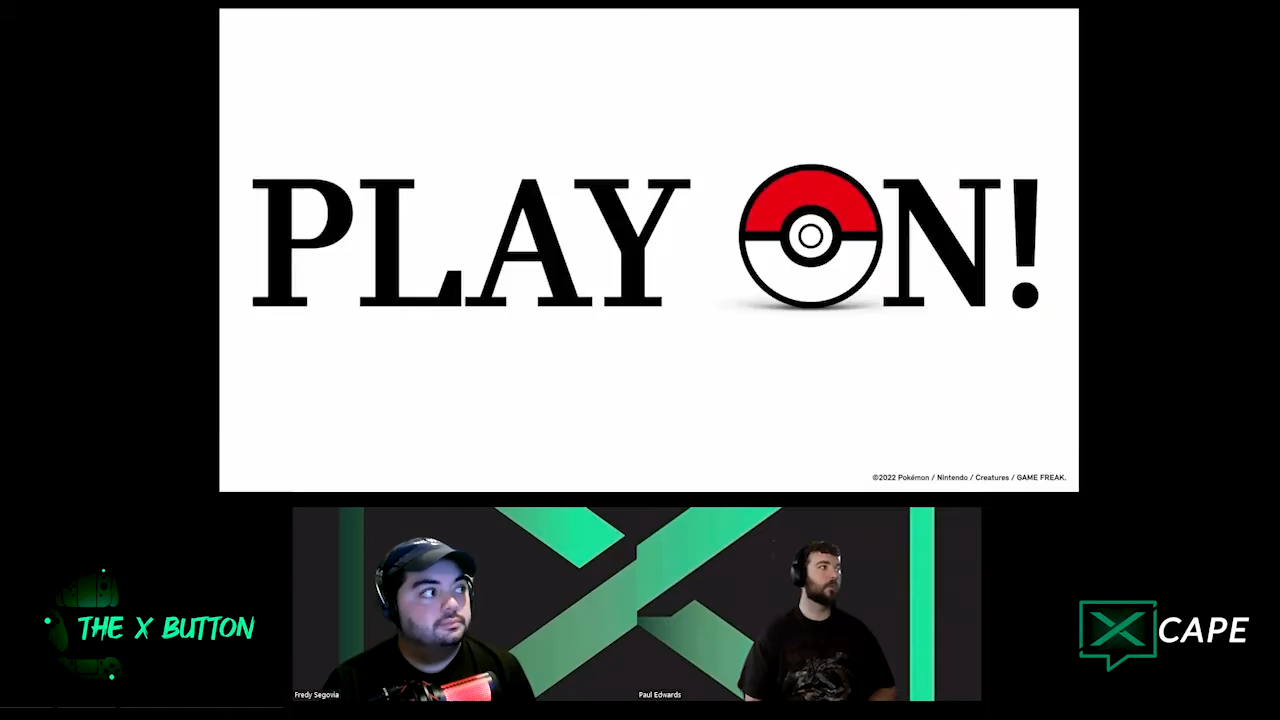 PLAY ON!
©2022 Pokémon / Nintendo / Creatures / GAME FREAK.
THE X BUTTON
X CAPE
Fredy Segovia
Paul Edwards